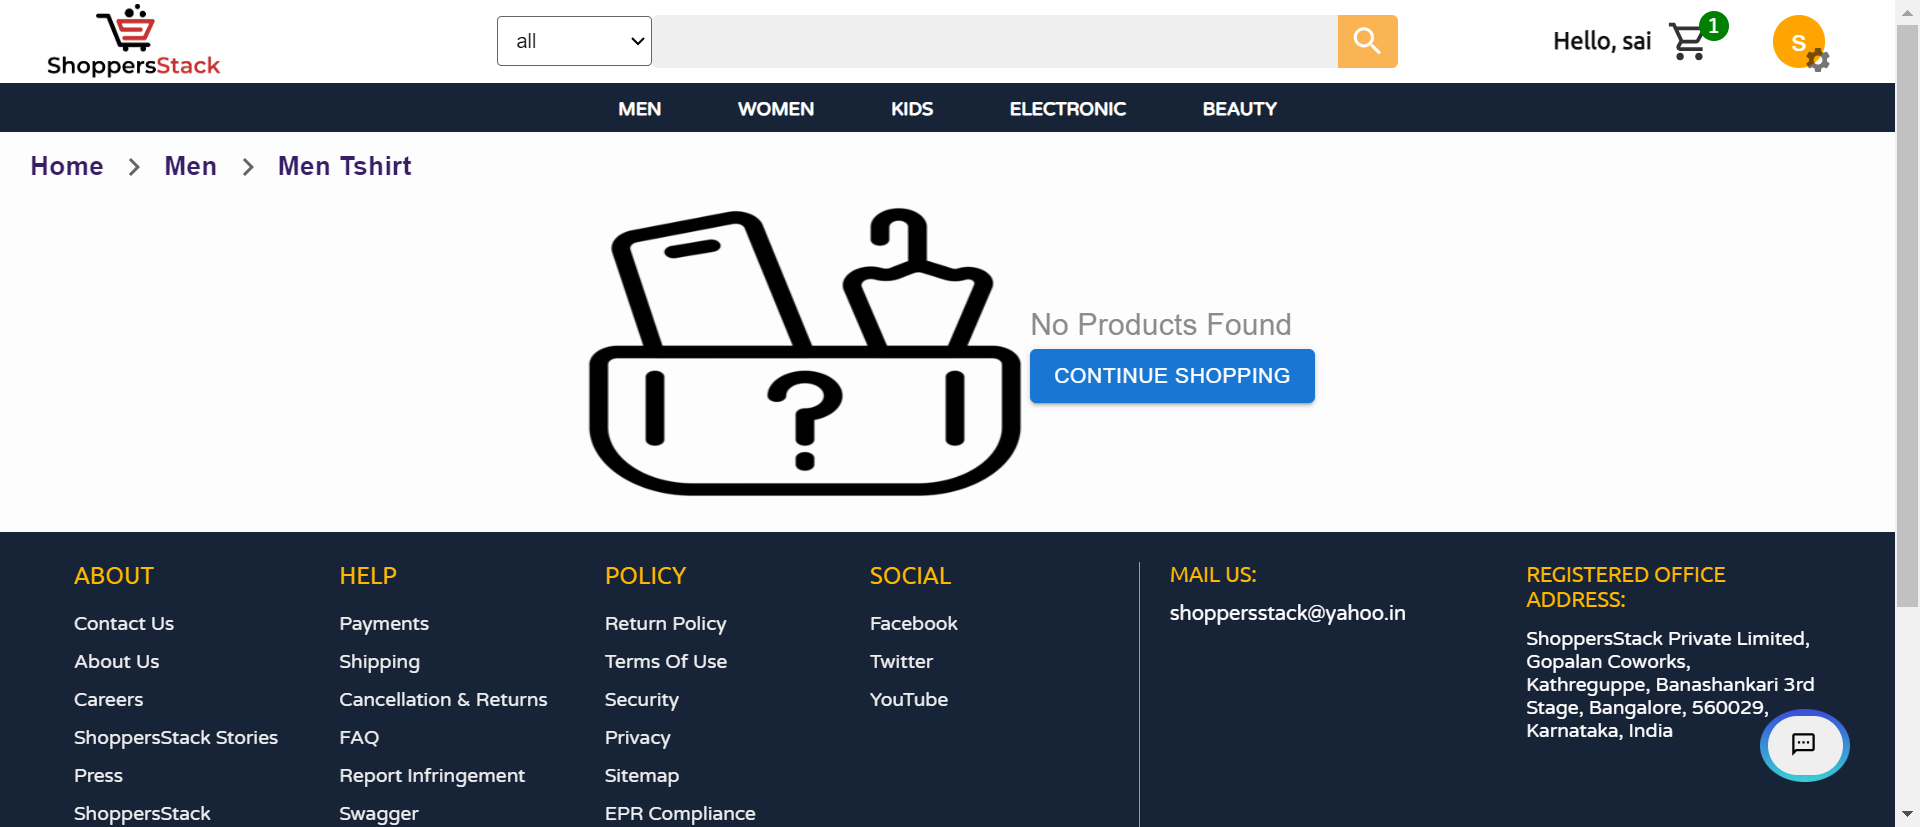 ShoppersStack
all
Hello, sai
1
S
MEN
WOMEN
KIDS
ELECTRONIC
BEAUTY
Home > Men > Men Tshirt
?
No Products Found
CONTINUE SHOPPING
ABOUT
Contact Us
About Us
Careers
ShoppersStack Stories
Press
ShoppersStack
HELP
Payments
Shipping
Cancellation & Returns
FAQ
Report Infringement
Swagger
POLICY
Return Policy
Terms Of Use
Security
Privacy
Sitemap
EPR Compliance
SOCIAL
Facebook
Twitter
YouTube
MAIL US:
shoppersstack@yahoo.in
REGISTERED OFFICE
ADDRESS:
ShoppersStack Private Limited,
Gopalan Coworks,
Kathreguppe, Banashankari 3rd
Stage, Bangalore, 560029,
Karnataka, India